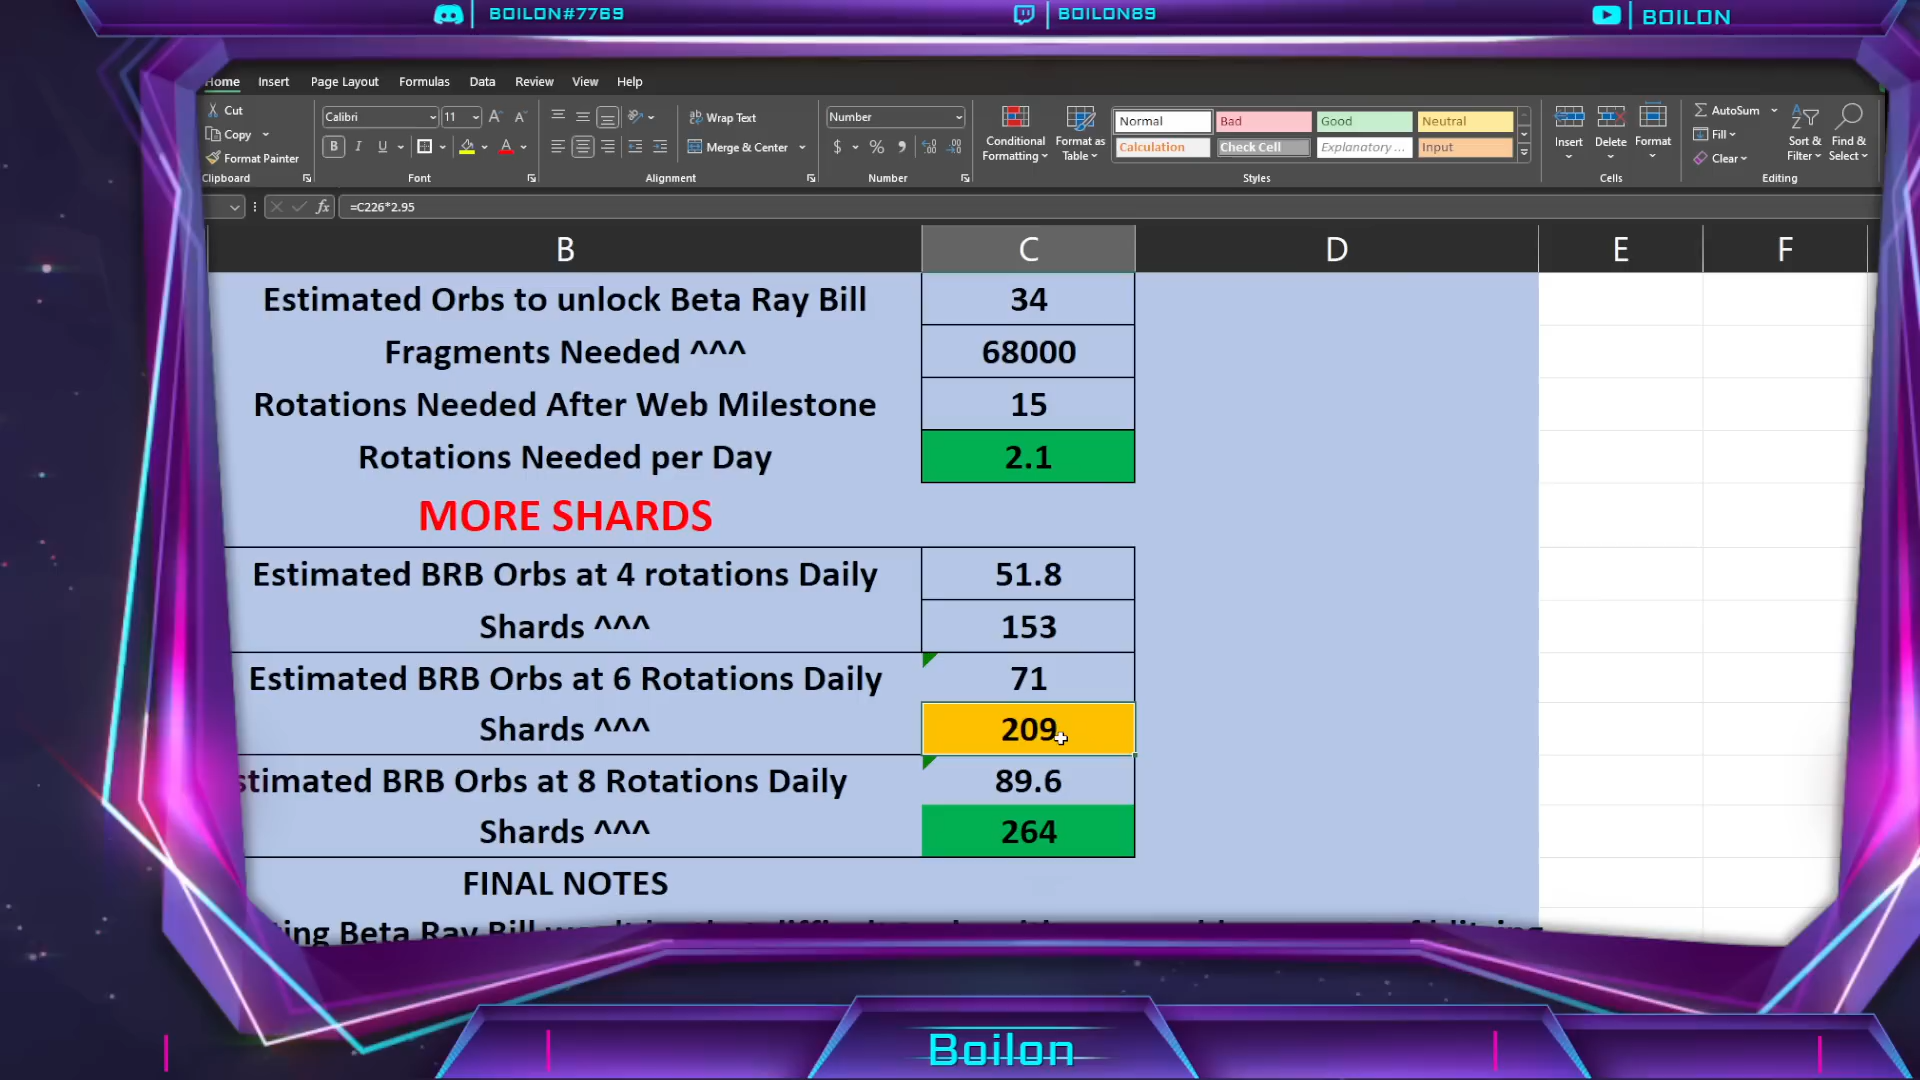 BOILON#7769
BOILON89
BOILON
Home Insert Page Layout Formulas Data Review View Help
Cut
Copy
Format Painter
Clipboard
Calibri 11
B I U
Font
Wrap Text
Merge & Center
Alignment
Number
$ % 9
Number
Conditional Formatting
Format as Table
Normal Bad Good Neutral
Calculation Check Cell Explanatory ... Input
Styles
Insert Delete Format
Cells
AutoSum
Fill
Clear
Sort & Filter
Find & Select
Editing
fx =C226*2.95
B C D E F
Estimated Orbs to unlock Beta Ray Bill 34
Fragments Needed ^^^ 68000
Rotations Needed After Web Milestone 15
Rotations Needed per Day 2.1
MORE SHARDS
Estimated BRB Orbs at 4 rotations Daily 51.8
Shards ^^^ 153
Estimated BRB Orbs at 6 Rotations Daily 71
Shards ^^^ 209
stimated BRB Orbs at 8 Rotations Daily 89.6
Shards ^^^ 264
FINAL NOTES
ting Beta Ray Bill
Boilon